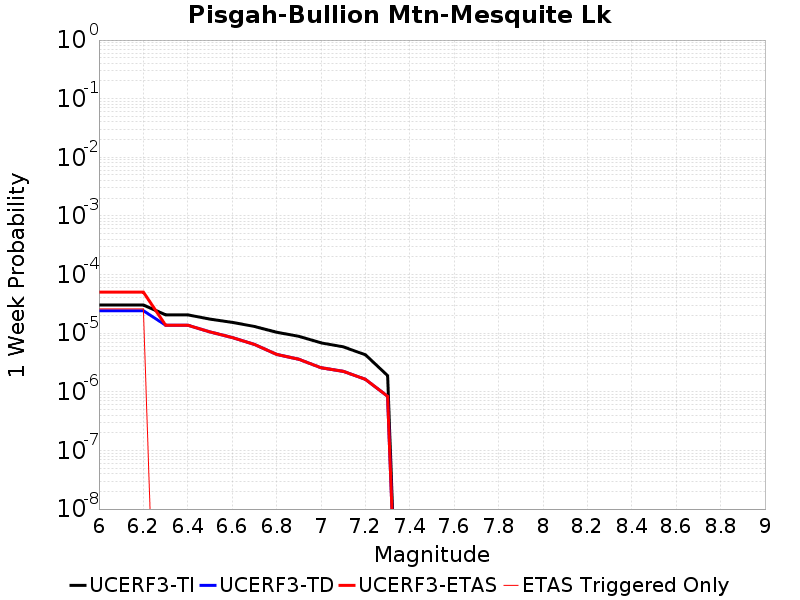 Pisgah-Bullion Mtn-Mesquite Lk
1 Week Probability
10^0
10^-1
10^-2
10^-3
10^-4
10^-5
10^-6
10^-7
10^-8
6 6.2 6.4 6.6 6.8 7 7.2 7.4 7.6 7.8 8 8.2 8.4 8.6 8.8 9
Magnitude
UCERF3-TI UCERF3-TD UCERF3-ETAS ETAS Triggered Only